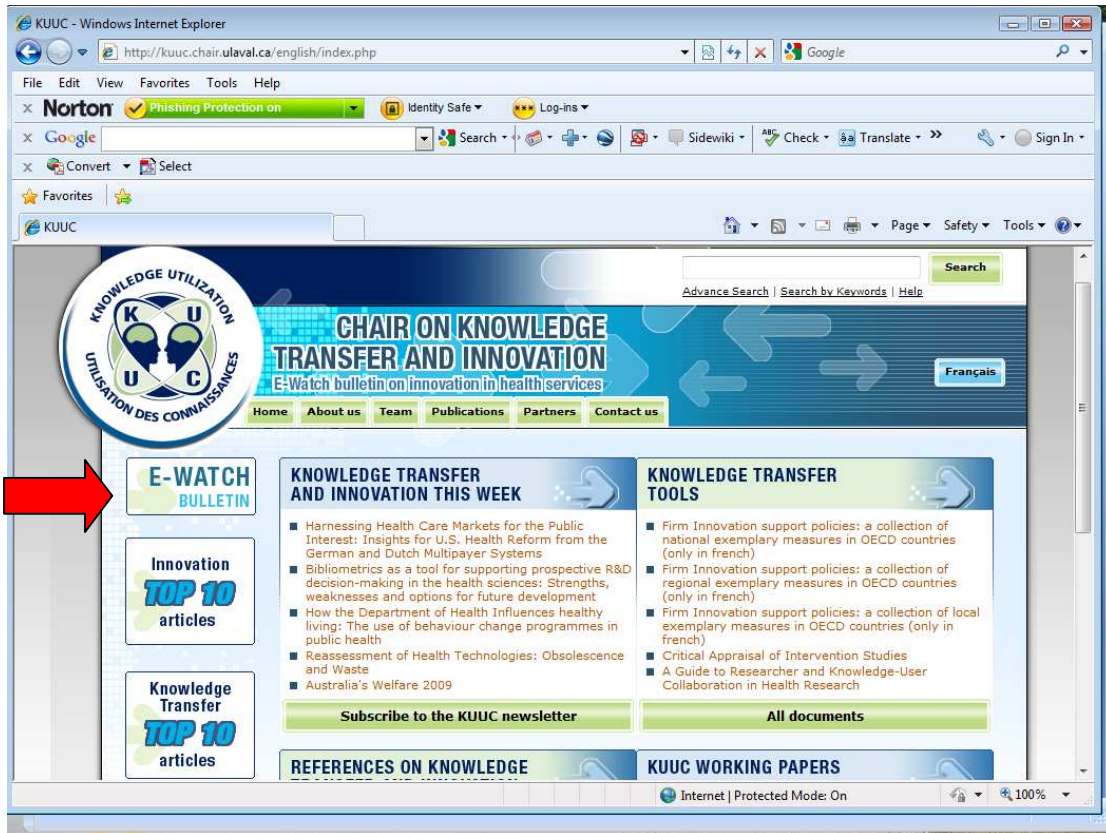 KUUC - Windows Internet Explorer
http://kuuc.chair.ulaval.ca/english/index.php
Google
File Edit View Favorites Tools Help
x Norton Phishing Protection on Identity Safe Log-ins
x Google Search Sidewiki Check Translate Sign In
x Convert Select
Favorites
KUUC
Page Safety Tools
KNOWLEDGE UTILIZATION
UTILISATION DES CONNAISSANCES
K U
U C
Search
Advance Search | Search by Keywords | Help
CHAIR ON KNOWLEDGE
TRANSFER AND INNOVATION
E-Watch bulletin on innovation in health services
Français
Home About us Team Publications Partners Contact us
E-WATCH
BULLETIN
Innovation
TOP 10
articles
Knowledge
Transfer
TOP 10
articles
KNOWLEDGE TRANSFER
AND INNOVATION THIS WEEK
Harnessing Health Care Markets for the Public
Interest: Insights for U.S. Health Reform from the
German and Dutch Multipayer Systems
Bibliometrics as a tool for supporting prospective R&D
decision-making in the health sciences: Strengths,
weaknesses and options for future development
How the Department of Health Influences healthy
living: The use of behaviour change programmes in
public health
Reassessment of Health Technologies: Obsolescence
and Waste
Australia's Welfare 2009
Subscribe to the KUUC newsletter
KNOWLEDGE TRANSFER
TOOLS
Firm Innovation support policies: a collection of
national exemplary measures in OECD countries
(only in french)
Firm Innovation support policies: a collection of
regional exemplary measures in OECD countries
(only in french)
Firm Innovation support policies: a collection of local
exemplary measures in OECD countries (only in
french)
Critical Appraisal of Intervention Studies
A Guide to Researcher and Knowledge-User
Collaboration in Health Research
All documents
REFERENCES ON KNOWLEDGE
TRANSFER AND INNOVATION
KUUC WORKING PAPERS
Internet | Protected Mode: On
100%